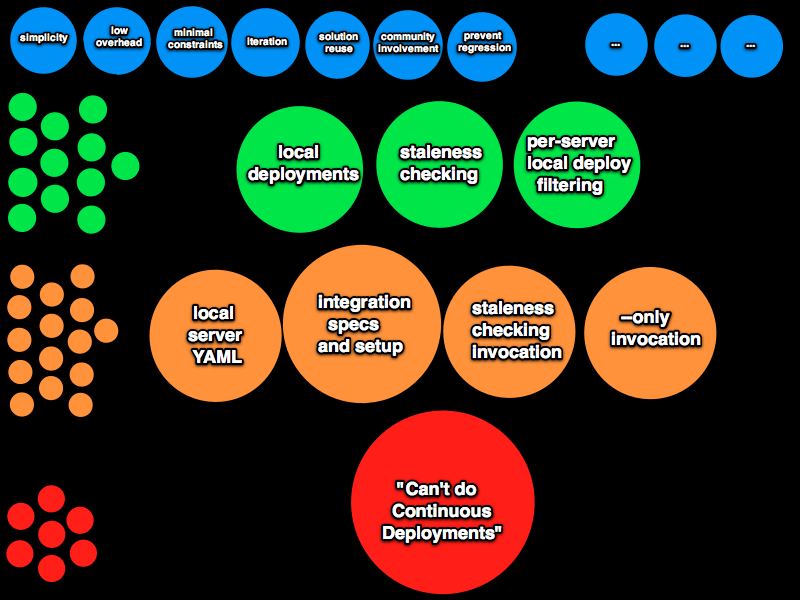 simplicity
low
overhead
minimal
constraints
iteration
solution
reuse
community
involvement
prevent
regression
...
...
...
local
deployments
staleness
checking
per-server
local deploy
filtering
local
server
YAML
integration
specs
and setup
staleness
checking
invocation
--only
invocation
"Can't do
Continuous
Deployments"